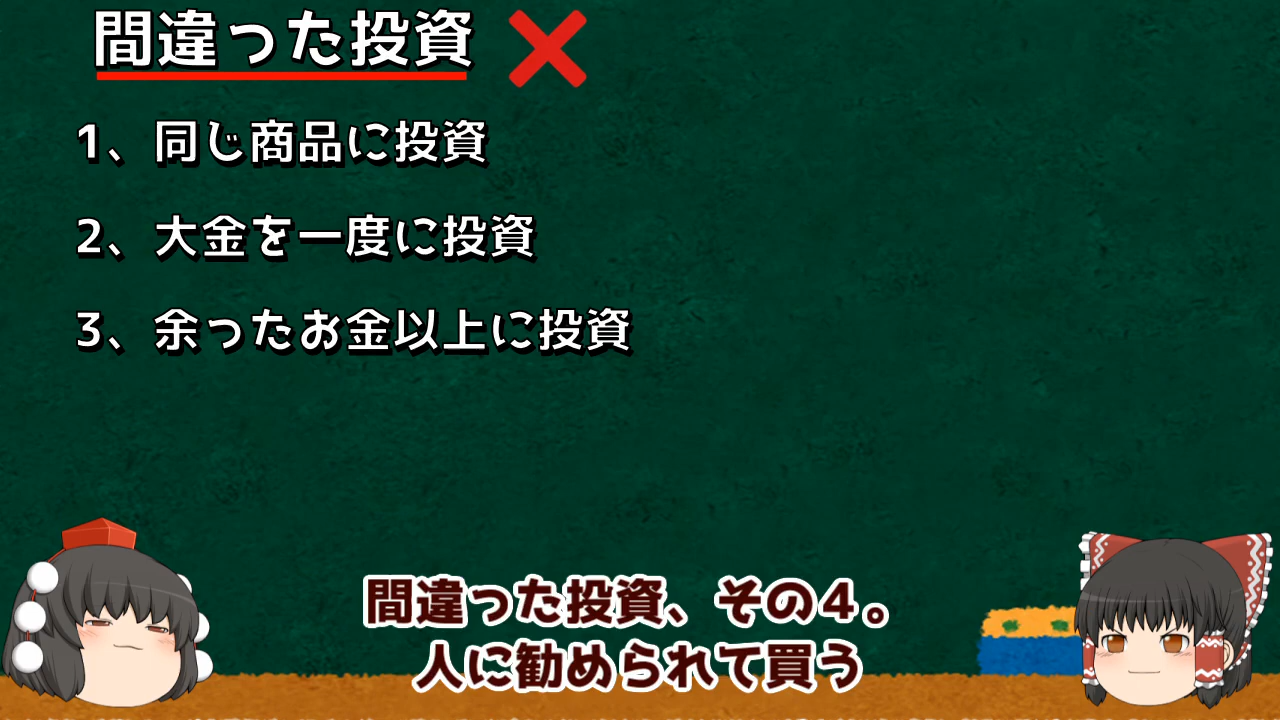 間違った投資
1、同じ商品に投資
2、大金を一度に投資
3、余ったお金以上に投資
間違った投資、その４。
人に勧められて買う